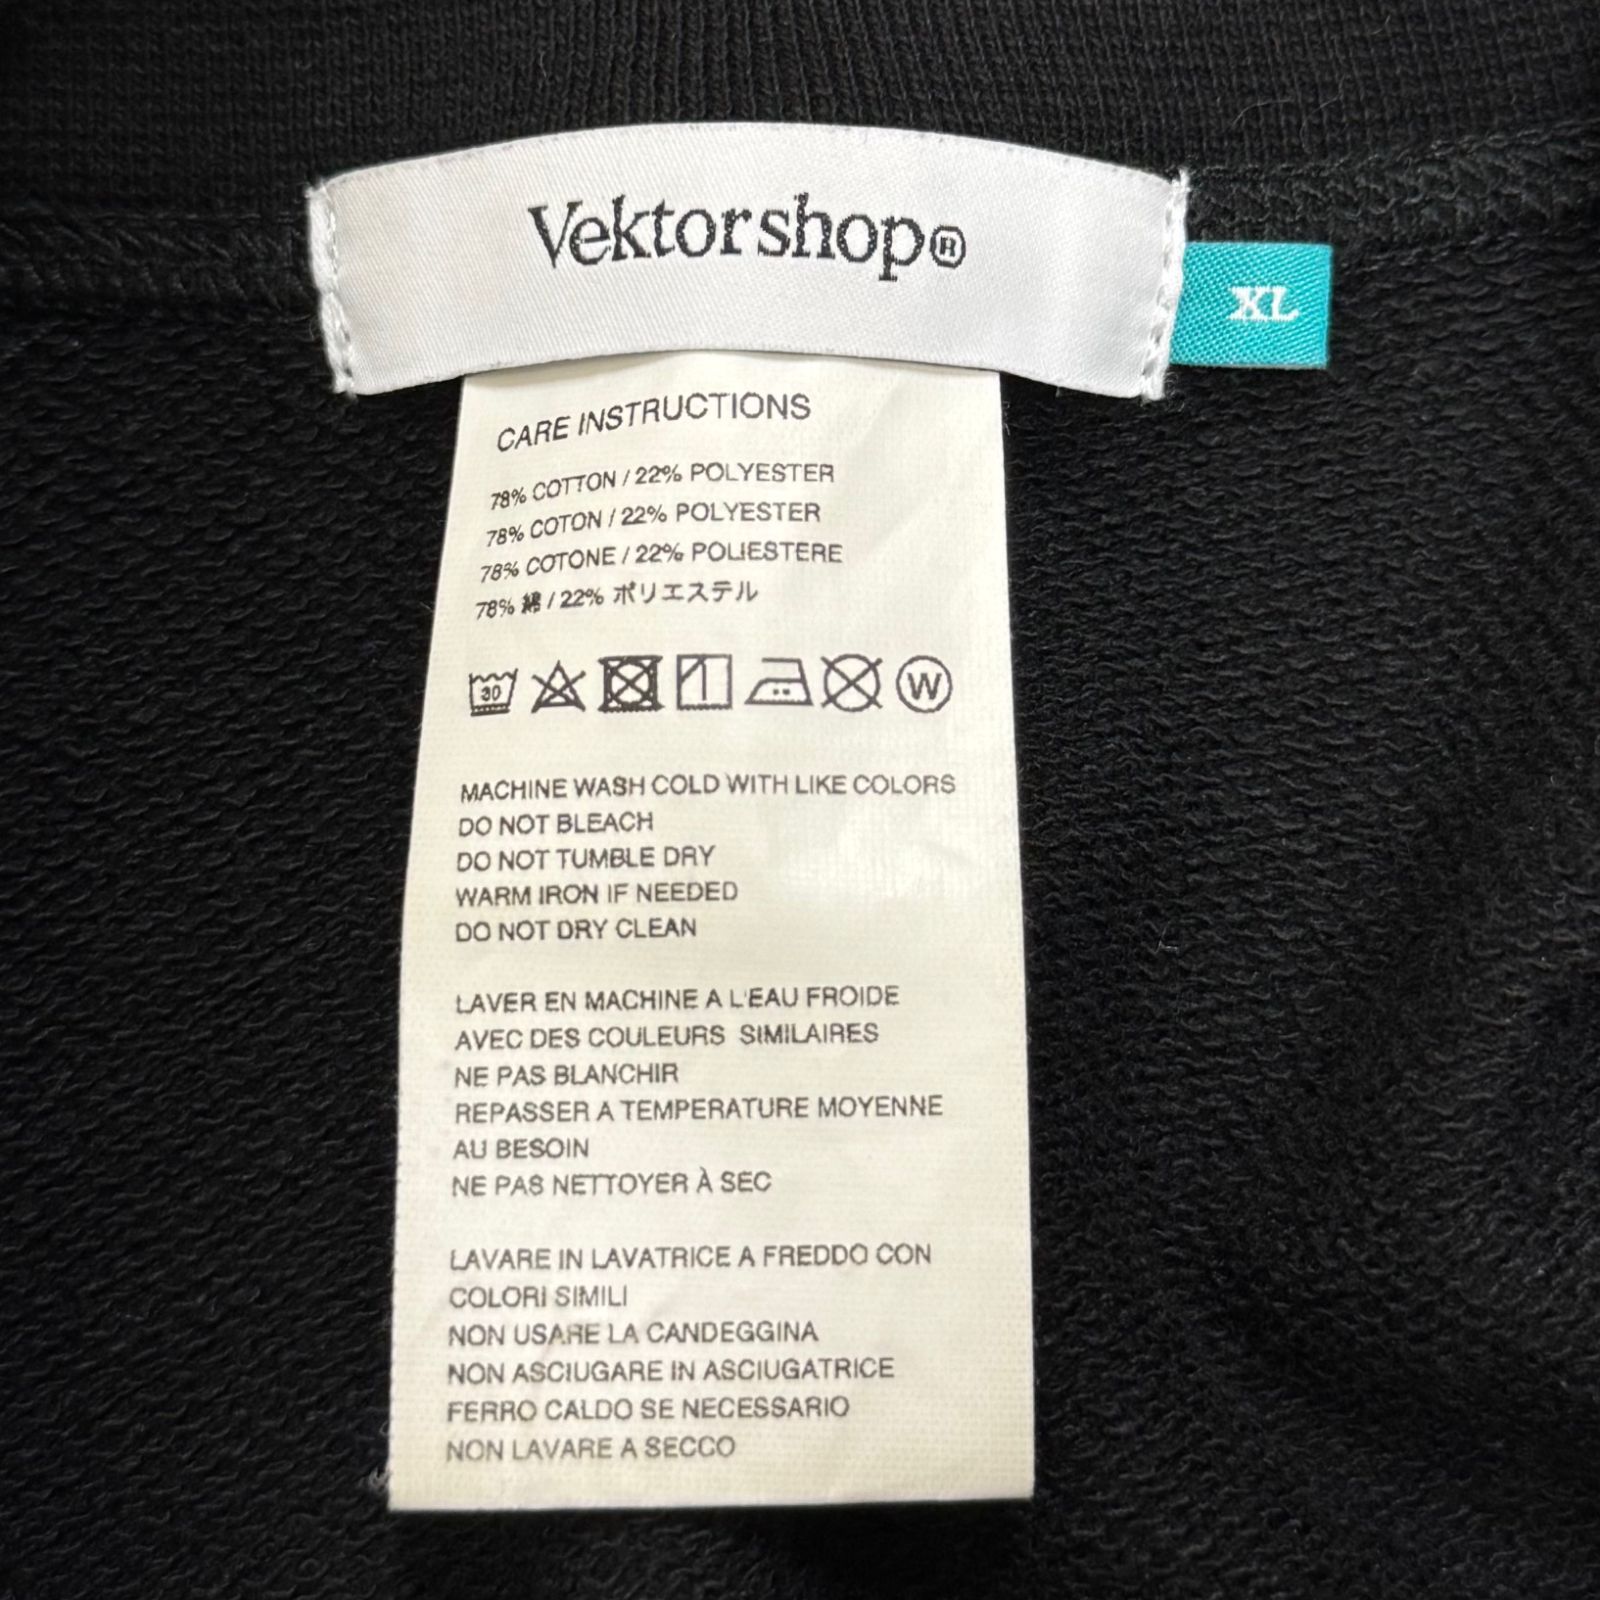 Vektor shop®
XL
CARE INSTRUCTIONS
78% COTTON / 22% POLYESTER
78% COTON / 22% POLYESTER
78% COTONE / 22% POLIESTERE
78% 綿 / 22% ポリエステル
30 W
MACHINE WASH COLD WITH LIKE COLORS
DO NOT BLEACH
DO NOT TUMBLE DRY
WARM IRON IF NEEDED
DO NOT DRY CLEAN
LAVER EN MACHINE A L'EAU FROIDE
AVEC DES COULEURS SIMILAIRES
NE PAS BLANCHIR
REPASSER A TEMPERATURE MOYENNE
AU BESOIN
NE PAS NETTOYER À SEC
LAVARE IN LAVATRICE A FREDDO CON
COLORI SIMILI
NON USARE LA CANDEGGINA
NON ASCIUGARE IN ASCIUGATRICE
FERRO CALDO SE NECESSARIO
NON LAVARE A SECCO